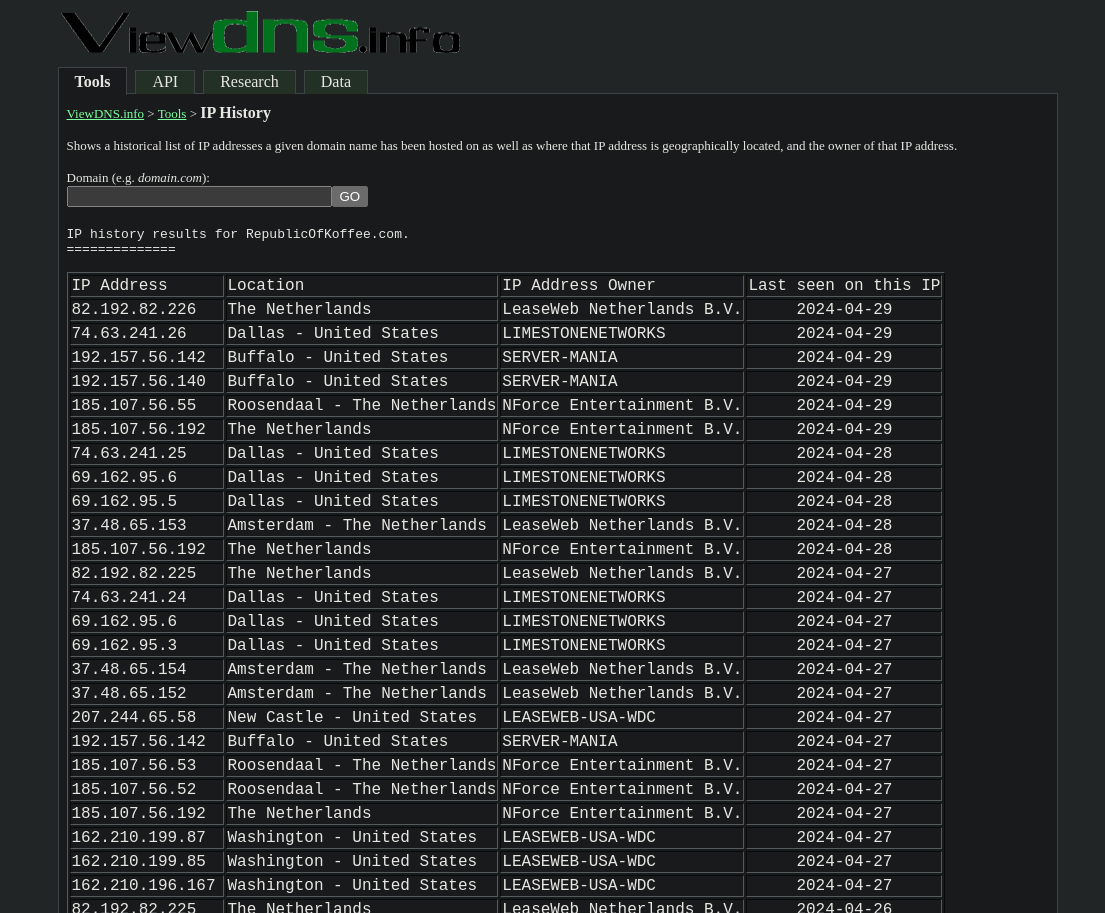 Viewdns.info
Tools API Research Data
ViewDNS.info > Tools > IP History
Shows a historical list of IP addresses a given domain name has been hosted on as well as where that IP address is geographically located, and the owner of that IP address.
Domain (e.g. domain.com):
GO
IP history results for RepublicOfKoffee.com.
==============
IP Address Location IP Address Owner Last seen on this IP
82.192.82.226 The Netherlands LeaseWeb Netherlands B.V. 2024-04-29
74.63.241.26 Dallas - United States LIMESTONENETWORKS 2024-04-29
192.157.56.142 Buffalo - United States SERVER-MANIA 2024-04-29
192.157.56.140 Buffalo - United States SERVER-MANIA 2024-04-29
185.107.56.55 Roosendaal - The Netherlands NForce Entertainment B.V. 2024-04-29
185.107.56.192 The Netherlands NForce Entertainment B.V. 2024-04-29
74.63.241.25 Dallas - United States LIMESTONENETWORKS 2024-04-28
69.162.95.6 Dallas - United States LIMESTONENETWORKS 2024-04-28
69.162.95.5 Dallas - United States LIMESTONENETWORKS 2024-04-28
37.48.65.153 Amsterdam - The Netherlands LeaseWeb Netherlands B.V. 2024-04-28
185.107.56.192 The Netherlands NForce Entertainment B.V. 2024-04-28
82.192.82.225 The Netherlands LeaseWeb Netherlands B.V. 2024-04-27
74.63.241.24 Dallas - United States LIMESTONENETWORKS 2024-04-27
69.162.95.6 Dallas - United States LIMESTONENETWORKS 2024-04-27
69.162.95.3 Dallas - United States LIMESTONENETWORKS 2024-04-27
37.48.65.154 Amsterdam - The Netherlands LeaseWeb Netherlands B.V. 2024-04-27
37.48.65.152 Amsterdam - The Netherlands LeaseWeb Netherlands B.V. 2024-04-27
207.244.65.58 New Castle - United States LEASEWEB-USA-WDC 2024-04-27
192.157.56.142 Buffalo - United States SERVER-MANIA 2024-04-27
185.107.56.53 Roosendaal - The Netherlands NForce Entertainment B.V. 2024-04-27
185.107.56.52 Roosendaal - The Netherlands NForce Entertainment B.V. 2024-04-27
185.107.56.192 The Netherlands NForce Entertainment B.V. 2024-04-27
162.210.199.87 Washington - United States LEASEWEB-USA-WDC 2024-04-27
162.210.199.85 Washington - United States LEASEWEB-USA-WDC 2024-04-27
162.210.196.167 Washington - United States LEASEWEB-USA-WDC 2024-04-27
82.192.82.225 The Netherlands LeaseWeb Netherlands B.V. 2024-04-26